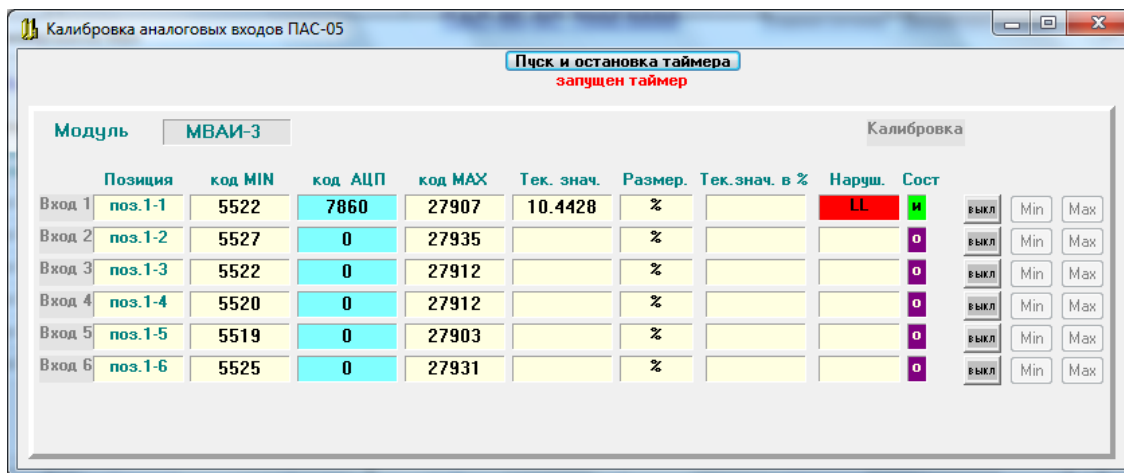 Калибровка аналоговых входов ПАС-05
Пуск и остановка таймера
запущен таймер
Модуль МВАИ-3 Калибровка
Позиция код MIN код АЦП код MAX Тек. знач. Размер. Тек.знач. в % Наруш. Сост
Вход 1 поз.1-1 5522 7860 27907 10.4428 % LL и выкл Min Max
Вход 2 поз.1-2 5527 0 27935 % о выкл Min Max
Вход 3 поз.1-3 5522 0 27912 % о выкл Min Max
Вход 4 поз.1-4 5520 0 27912 % о выкл Min Max
Вход 5 поз.1-5 5519 0 27903 % о выкл Min Max
Вход 6 поз.1-6 5525 0 27931 % о выкл Min Max